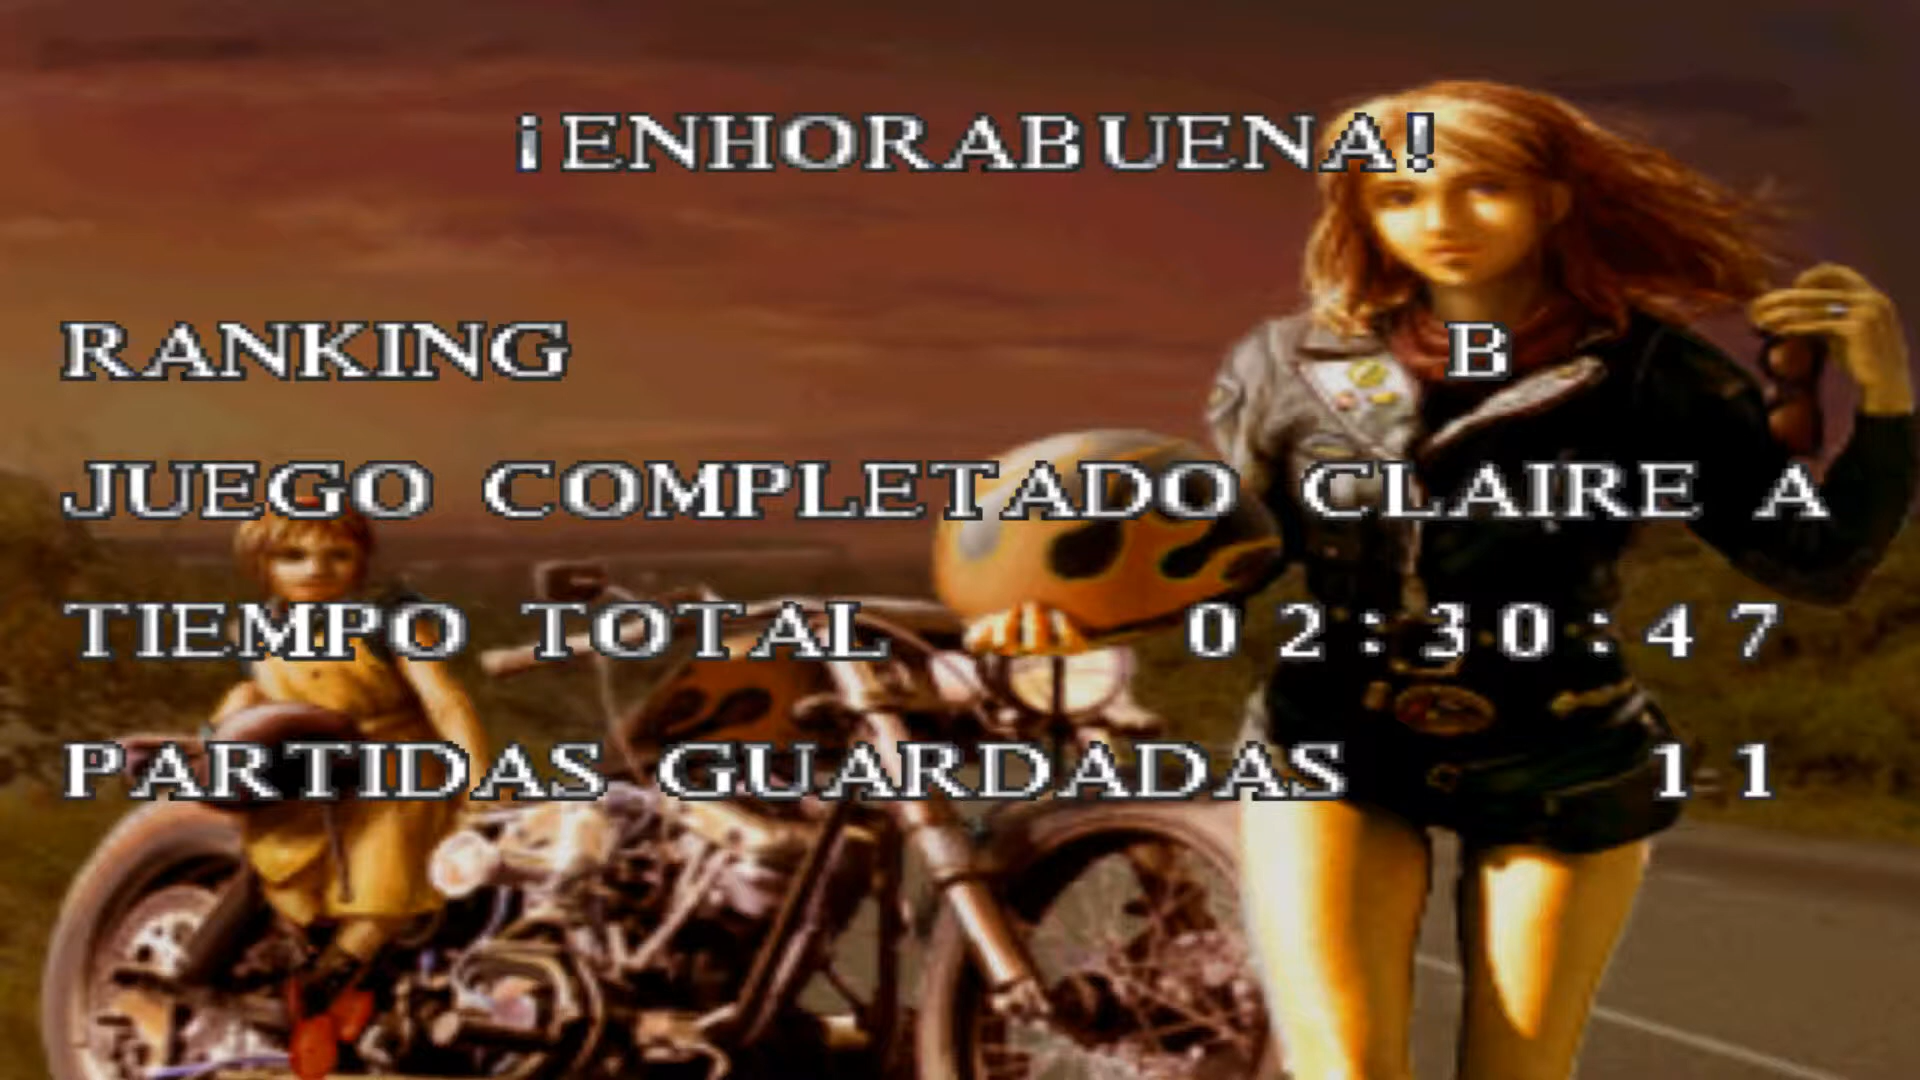 ¡ENHORABUENA!
RANKING B
JUEGO COMPLETADO CLAIRE A
TIEMPO TOTAL 02:30:47
PARTIDAS GUARDADAS 11